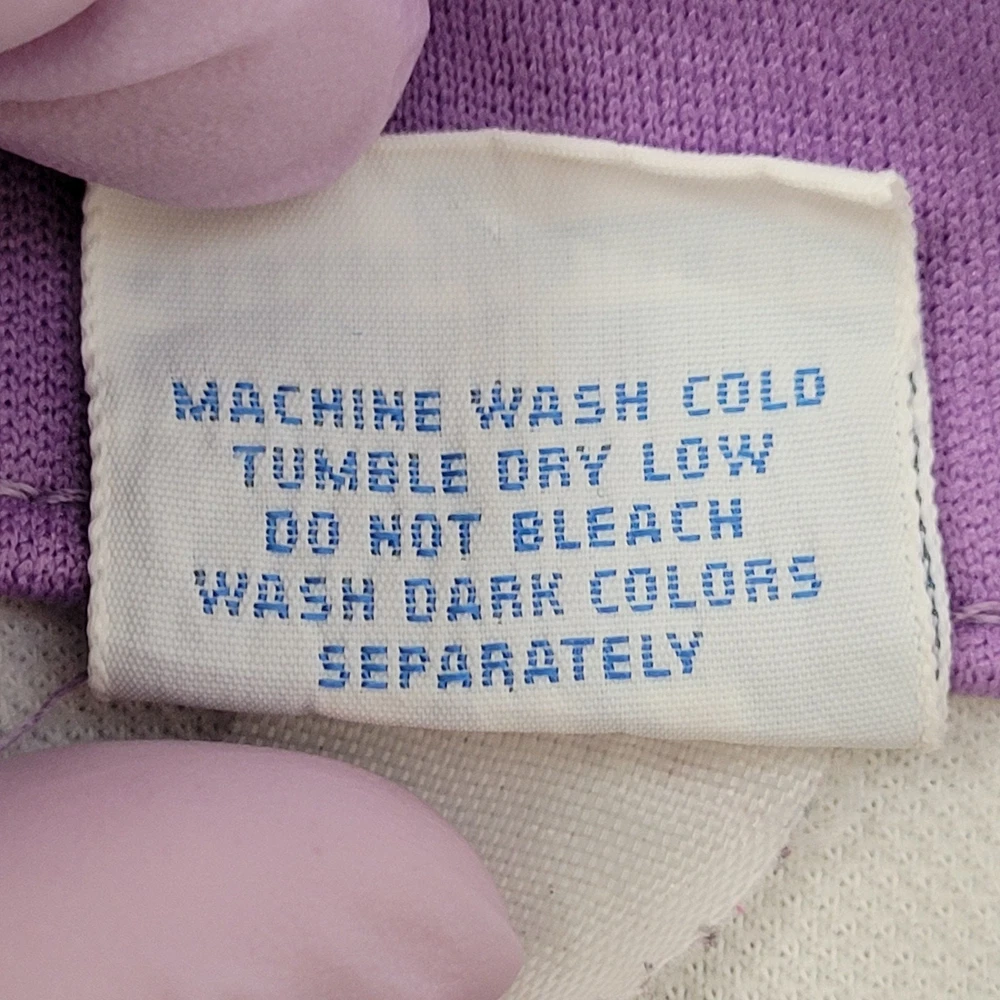 MACHINE WASH COLD
TUMBLE DRY LOW
DO NOT BLEACH
WASH DARK COLORS
SEPARATELY